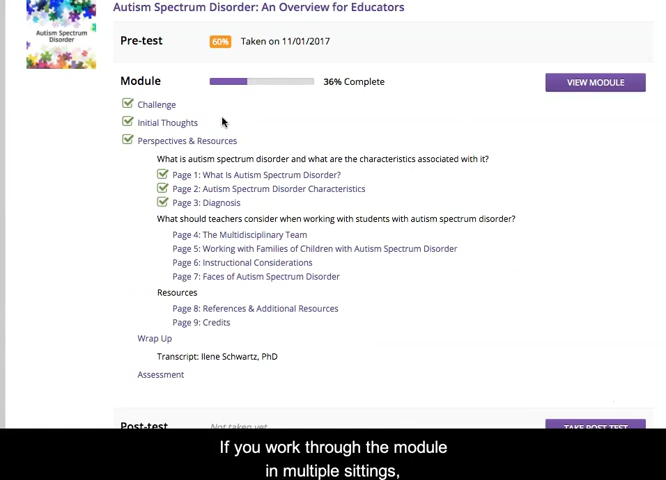 Autism Spectrum Disorder: An Overview for Educators
Autism Spectrum
Disorder
Pre-test
60%
Taken on 11/01/2017
Module
36% Complete
VIEW MODULE
Challenge
Initial Thoughts
Perspectives & Resources
What is autism spectrum disorder and what are the characteristics associated with it?
Page 1: What Is Autism Spectrum Disorder?
Page 2: Autism Spectrum Disorder Characteristics
Page 3: Diagnosis
What should teachers consider when working with students with autism spectrum disorder?
Page 4: The Multidisciplinary Team
Page 5: Working with Families of Children with Autism Spectrum Disorder
Page 6: Instructional Considerations
Page 7: Faces of Autism Spectrum Disorder
Resources
Page 8: References & Additional Resources
Page 9: Credits
Wrap Up
Transcript: Ilene Schwartz, PhD
Assessment
Post-test
Not taken yet
TAKE POST TEST
If you work through the module
in multiple sittings,